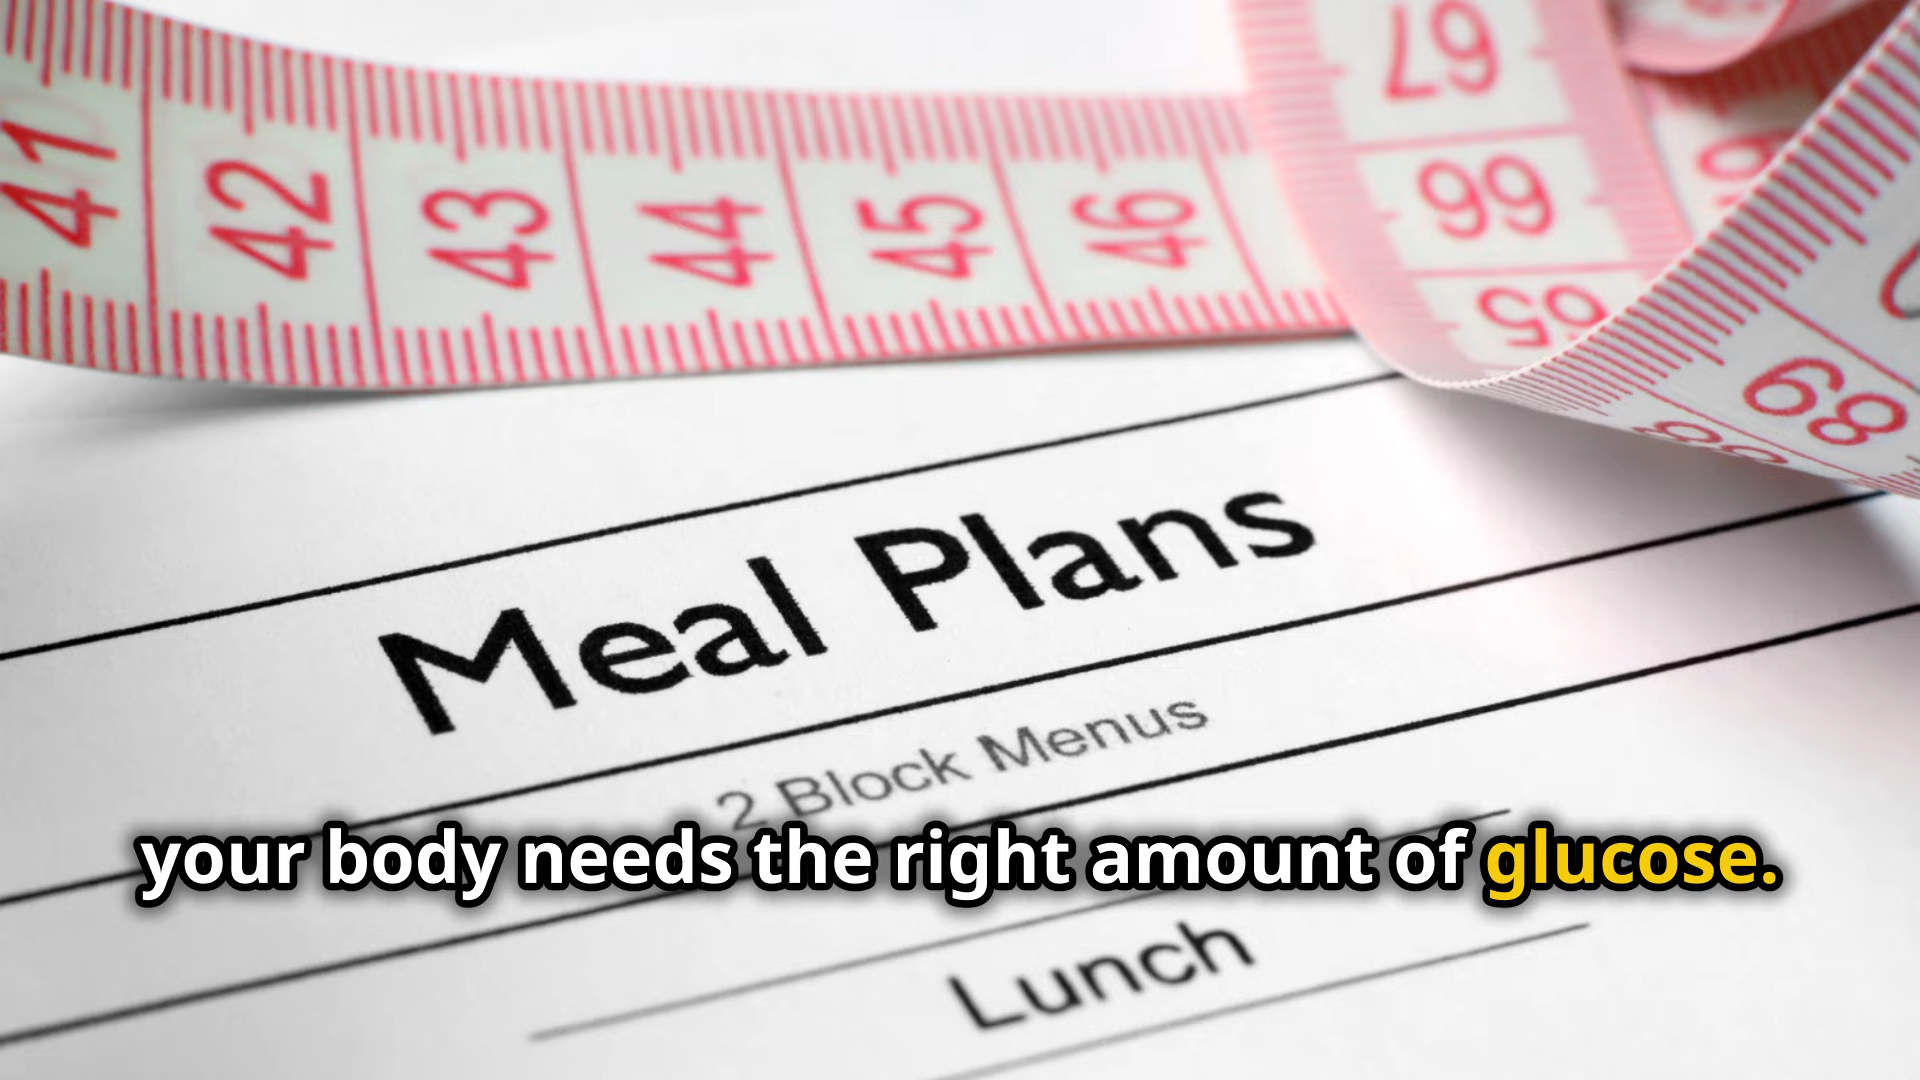 41 42 43 44 45 46
67
66
65
69
68
Meal Plans
2 Block Menus
your body needs the right amount of glucose.
Lunch